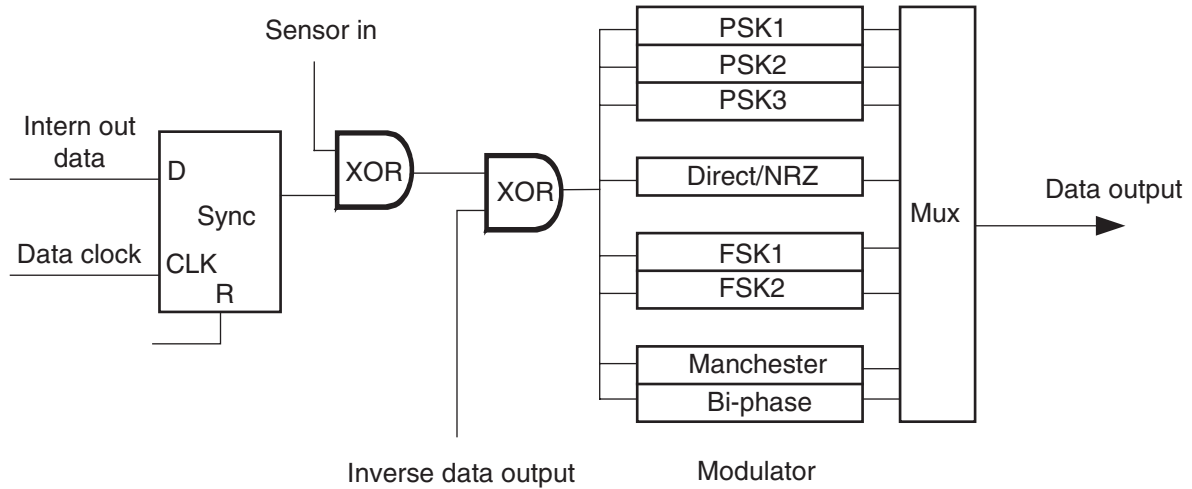 Sensor in
Intern out
data
D
Sync
Data clock
CLK
R
XOR
XOR
Inverse data output
PSK1
PSK2
PSK3
Direct/NRZ
FSK1
FSK2
Manchester
Bi-phase
Modulator
Mux
Data output